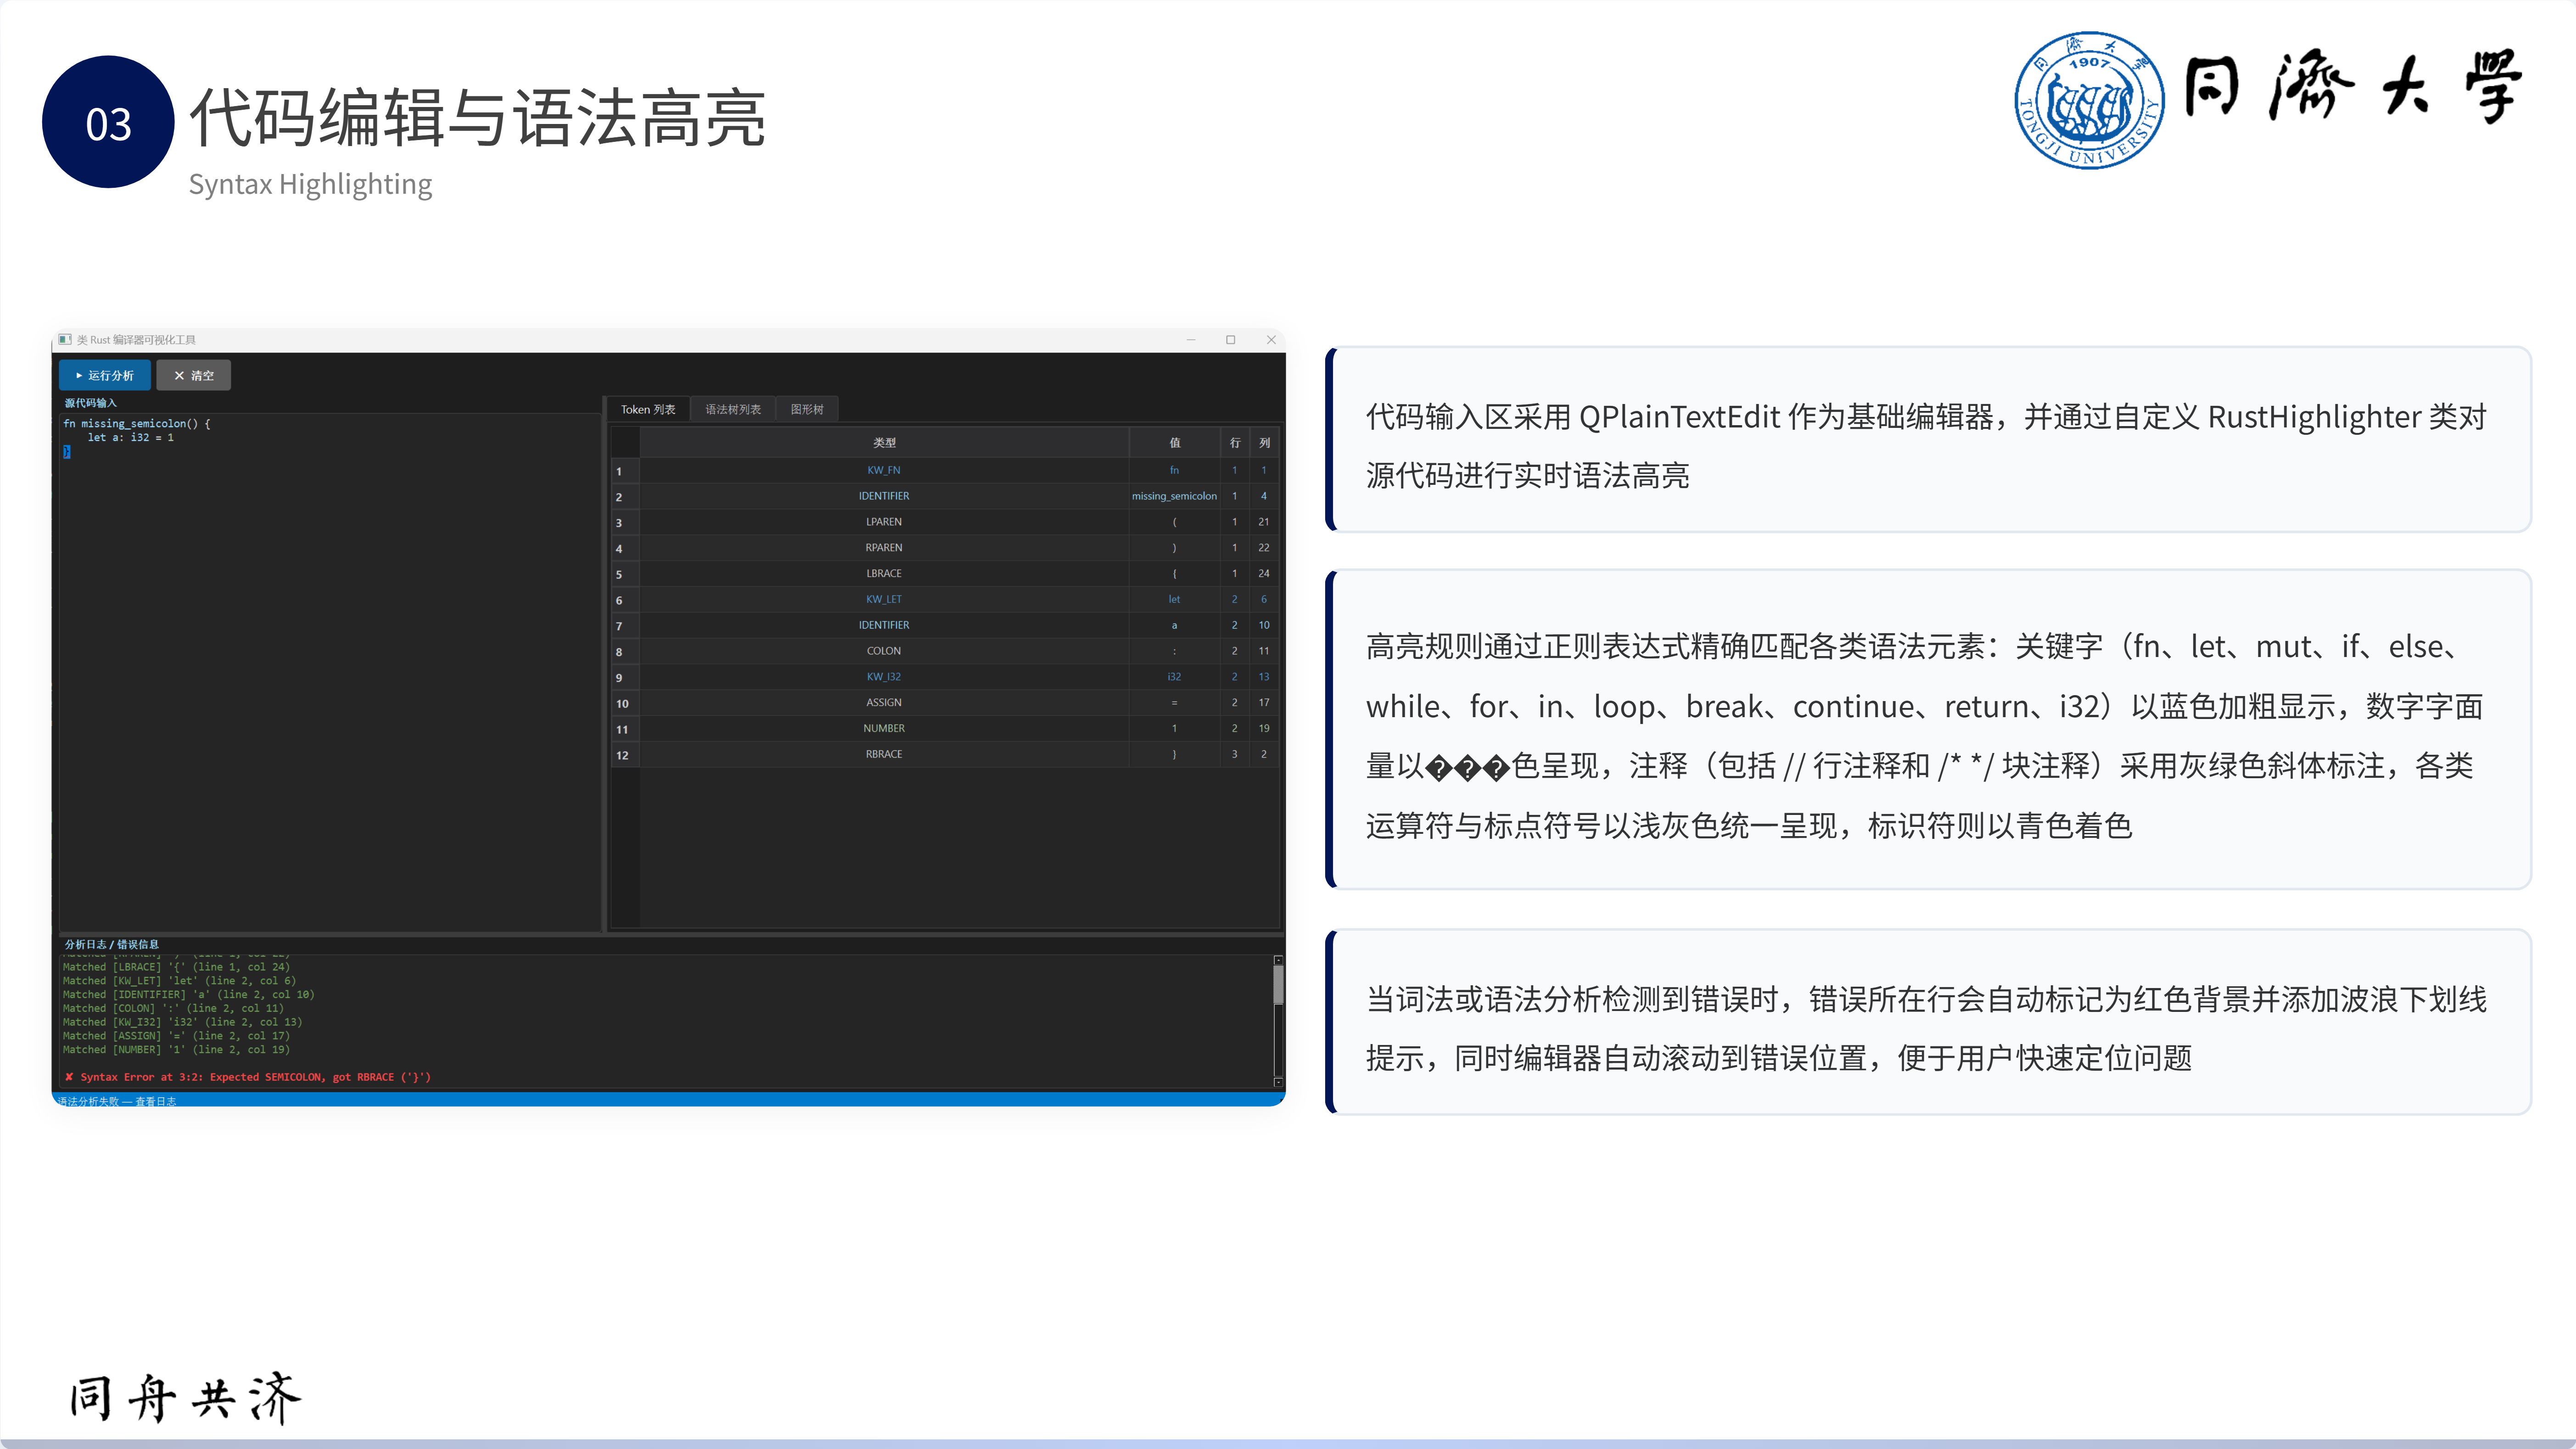 03
代码编辑与语法高亮
Syntax Highlighting
同 濟 大 學
1907
TONGJI UNIVERSITY
同濟大學
类 Rust 编译器可视化工具
运行分析
清空
源代码输入
fn missing_semicolon() {
    let a: i32 = 1
}
Token 列表 语法树列表 图形树
类型 值 行 列
1 KW_FN fn 1 1
2 IDENTIFIER missing_semicolon 1 4
3 LPAREN ( 1 21
4 RPAREN ) 1 22
5 LBRACE { 1 24
6 KW_LET let 2 6
7 IDENTIFIER a 2 10
8 COLON : 2 11
9 KW_I32 i32 2 13
10 ASSIGN = 2 17
11 NUMBER 1 2 19
12 RBRACE } 3 2
分析日志 / 错误信息
Matched [LBRACE] '{' (line 1, col 24)
Matched [KW_LET] 'let' (line 2, col 6)
Matched [IDENTIFIER] 'a' (line 2, col 10)
Matched [COLON] ':' (line 2, col 11)
Matched [KW_I32] 'i32' (line 2, col 13)
Matched [ASSIGN] '=' (line 2, col 17)
Matched [NUMBER] '1' (line 2, col 19)
✘ Syntax Error at 3:2: Expected SEMICOLON, got RBRACE ('}')
语法分析失败 — 查看日志
代码输入区采用 QPlainTextEdit 作为基础编辑器，并通过自定义 RustHighlighter 类对
源代码进行实时语法高亮
高亮规则通过正则表达式精确匹配各类语法元素：关键字（fn、let、mut、if、else、
while、for、in、loop、break、continue、return、i32）以蓝色加粗显示，数字字面
量以���色呈现，注释（包括 // 行注释和 /* */ 块注释）采用灰绿色斜体标注，各类
运算符与标点符号以浅灰色统一呈现，标识符则以青色着色
当词法或语法分析检测到错误时，错误所在行会自动标记为红色背景并添加波浪下划线
提示，同时编辑器自动滚动到错误位置，便于用户快速定位问题
同舟共济